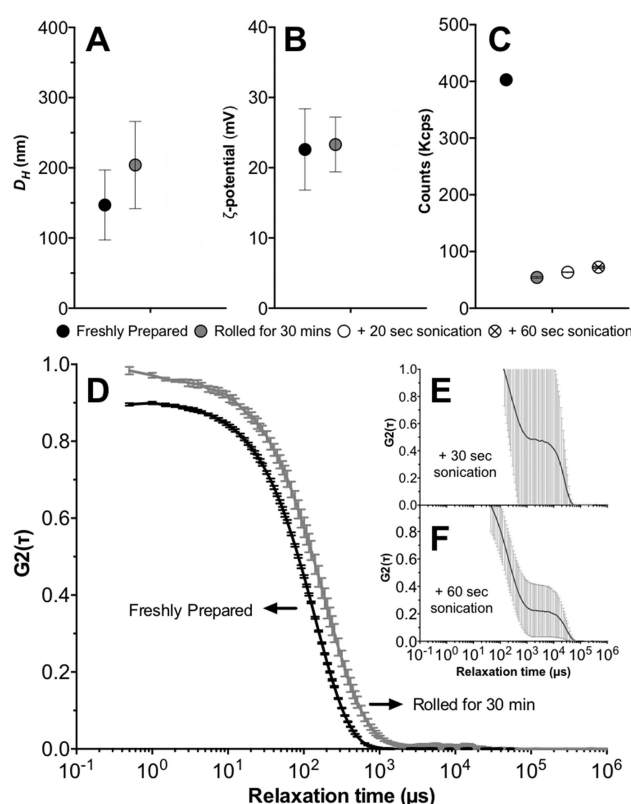 A
D_H (nm)
400
300
200
100
0
B
ζ-potential (mV)
40
30
20
10
0
C
Counts (Kcps)
500
400
300
200
100
0
Freshly Prepared
Rolled for 30 mins
+ 20 sec sonication
+ 60 sec sonication
D
G2(τ)
1.0
0.8
0.6
0.4
0.2
0.0
Freshly Prepared
Rolled for 30 min
10⁻¹ 10⁰ 10¹ 10² 10³ 10⁴ 10⁵ 10⁶
Relaxation time (µs)
E
G2(τ)
1.0
0.8
0.6
0.4
0.2
0.0
+ 30 sec
sonication
F
G2(τ)
0.8
0.6
0.4
0.2
0.0
+ 60 sec
sonication
10⁻¹ 10⁰ 10¹ 10² 10³ 10⁴ 10⁵ 10⁶
Relaxation time (µs)